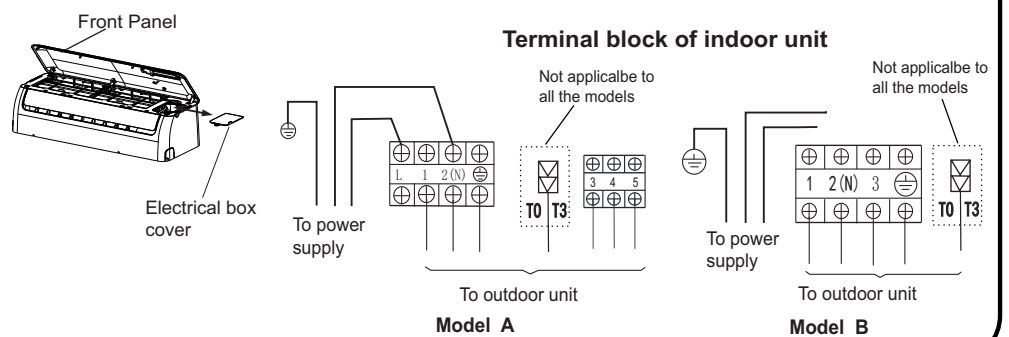 Front Panel
Electrical box
cover
Terminal block of indoor unit
Not applicalbe to
all the models
L 1 2(N)
T0 T3
3 4 5
To power
supply
To outdoor unit
Model A
Not applicalbe to
all the models
1 2(N) 3
T0 T3
To power
supply
To outdoor unit
Model B